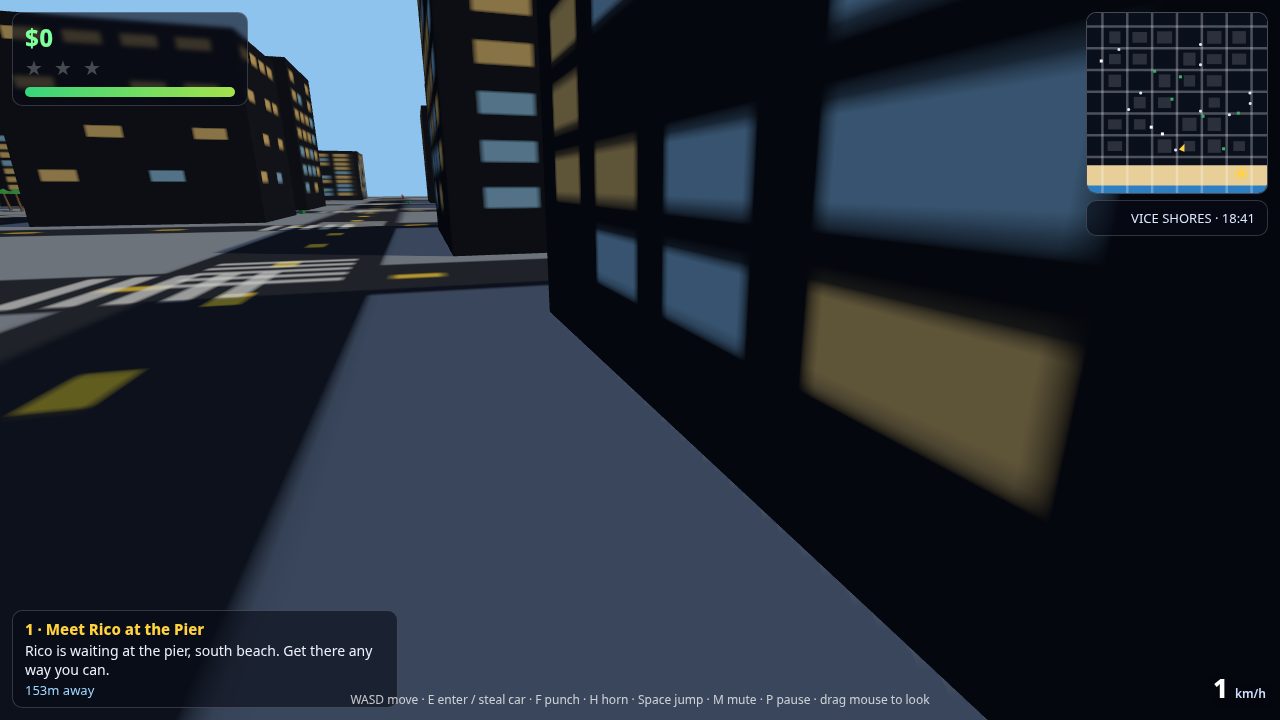 $0
★ ★ ★
VICE SHORES · 18:41
1 · Meet Rico at the Pier
Rico is waiting at the pier, south beach. Get there any
way you can.
153m away
WASD move · E enter / steal car · F punch · H horn · Space jump · M mute · P pause · drag mouse to look
1 km/h